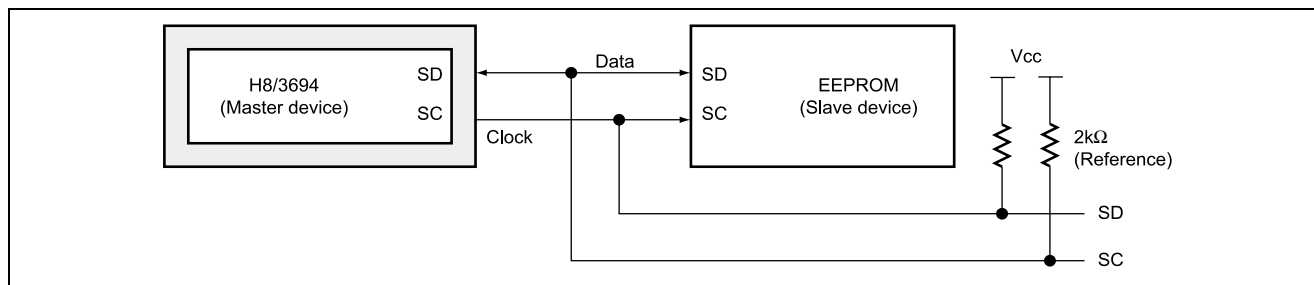 H8/3694
(Master device)
SD
SC
Data
Clock
SD
SC
EEPROM
(Slave device)
Vcc
2kΩ
(Reference)
SD
SC